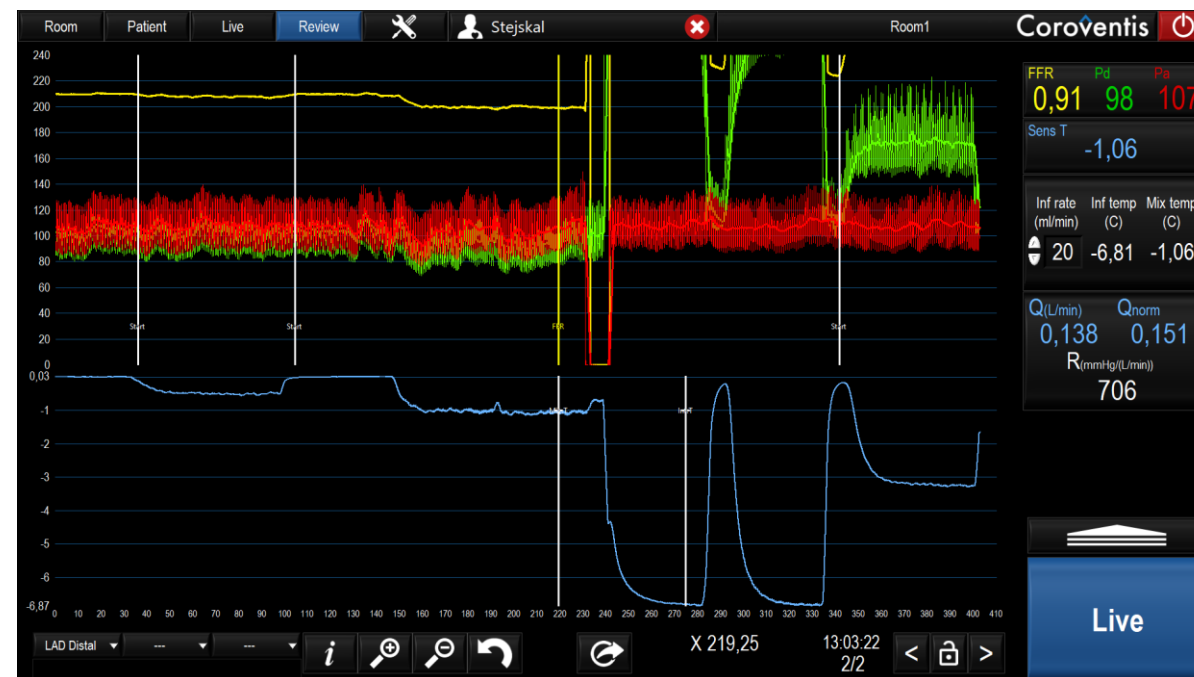 Room Patient Live Review Stejskal Room1 Coroventis
240
220
200
180
160
140
120
100
80
60
40
20
0
Start Start FFR Start
FFR Pd Pa
0,91 98 107
Sens T
-1,06
Inf rate Inf temp Mix temp
(ml/min) (C) (C)
20 -6,81 -1,06
Q(L/min) Qnorm
0,138 0,151
R(mmHg/(L/min))
706
0,03
-1
-2
-3
-4
-5
-6
-6,87
0 10 20 30 40 50 60 70 80 90 100 110 120 130 140 150 160 170 180 190 200 210 220 230 240 250 260 270 280 290 300 310 320 330 340 350 360 370 380 390 400 410
LAD Distal --- --- i X 219,25 13:03:22 < >
2/2
Live